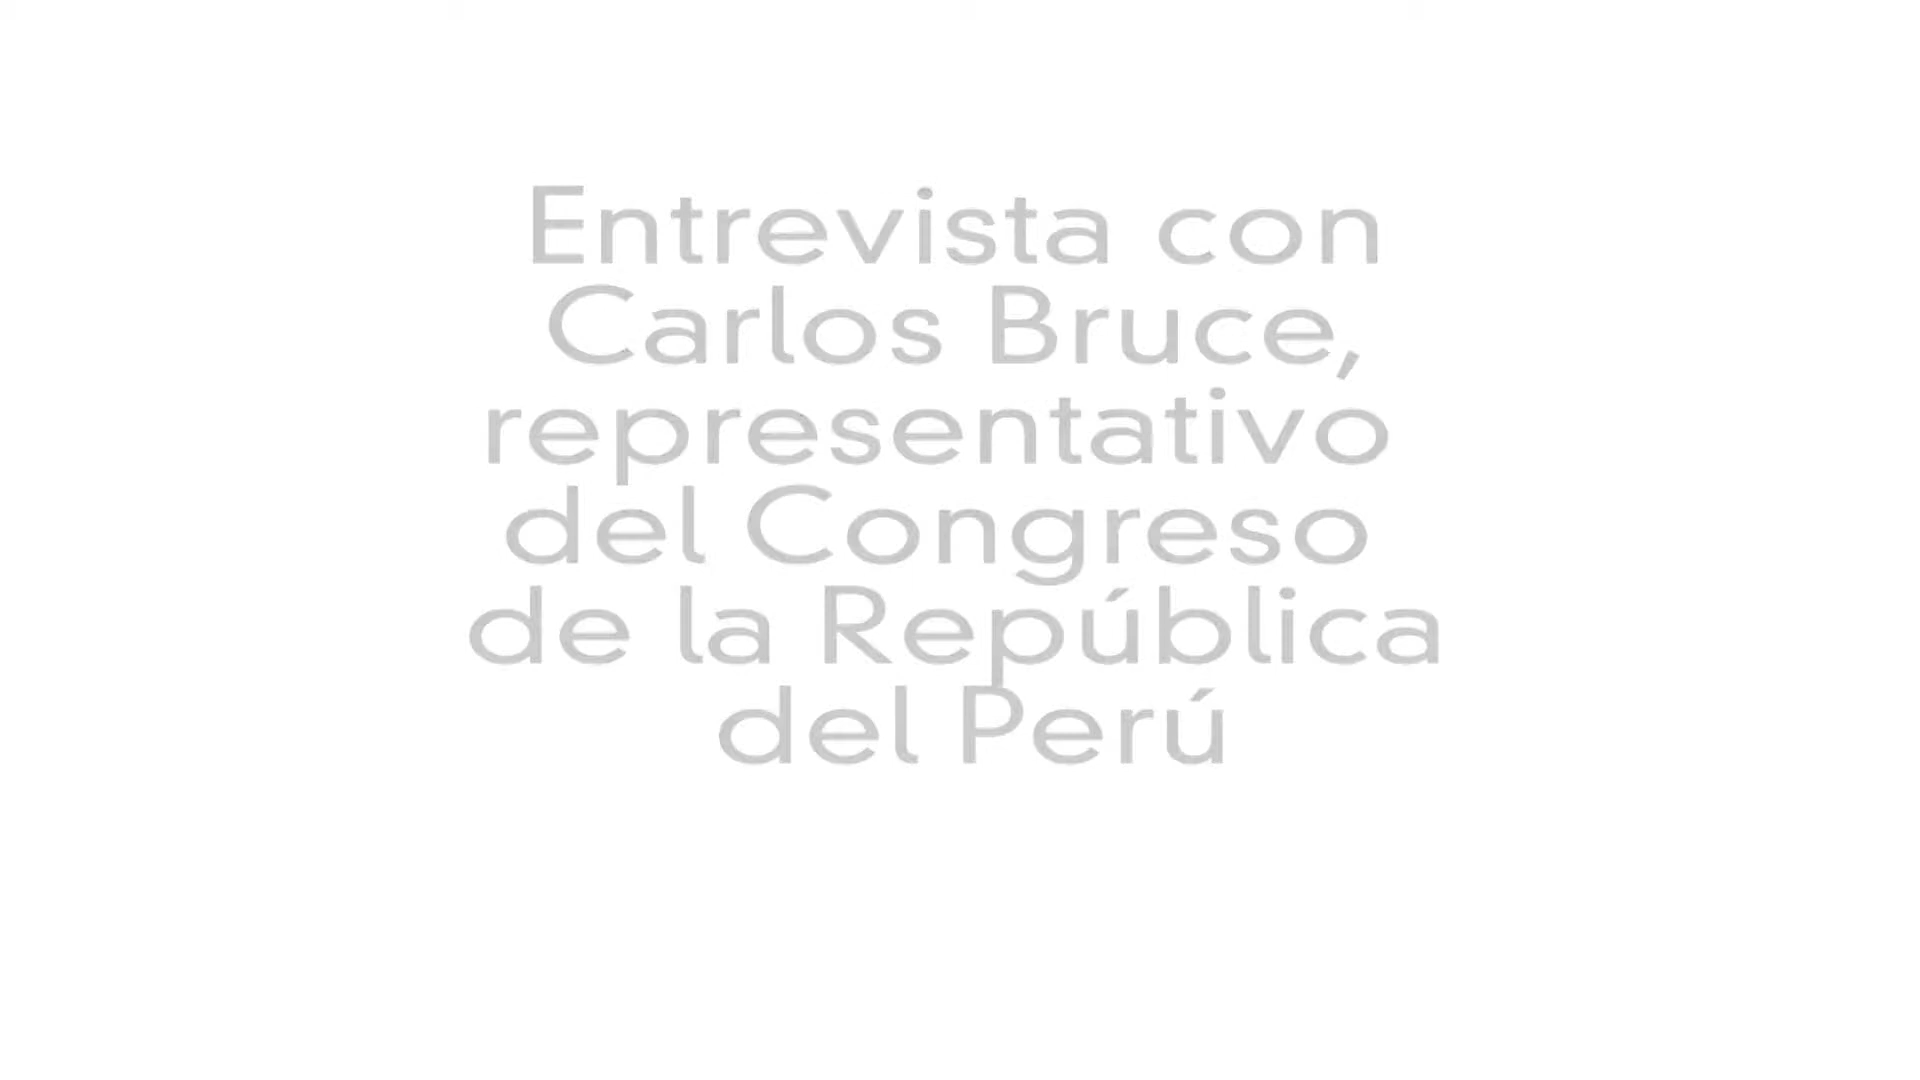 Entrevista con
Carlos Bruce,
representativo
del Congreso
de la República
del Perú